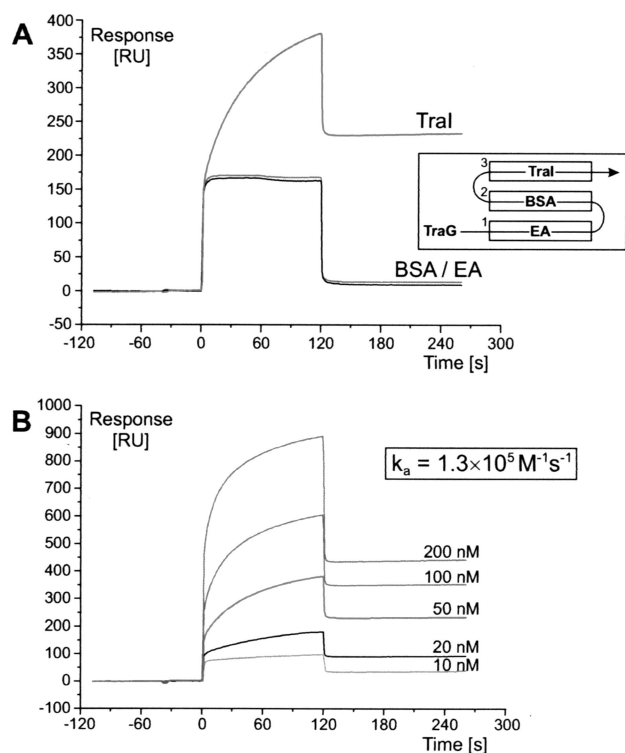 A
Response
[RU]
400
350
300
250
200
150
100
50
0
-50
-120
-60
0
60
120
180
240
300
Time [s]
TraI
BSA / EA
3
TraI
2
BSA
TraG
1
EA
B
Response
[RU]
1000
900
800
700
600
500
400
300
200
100
0
-100
-120
-60
0
60
120
180
240
300
Time [s]
kₐ = 1.3×10⁵ M⁻¹s⁻¹
200 nM
100 nM
50 nM
20 nM
10 nM